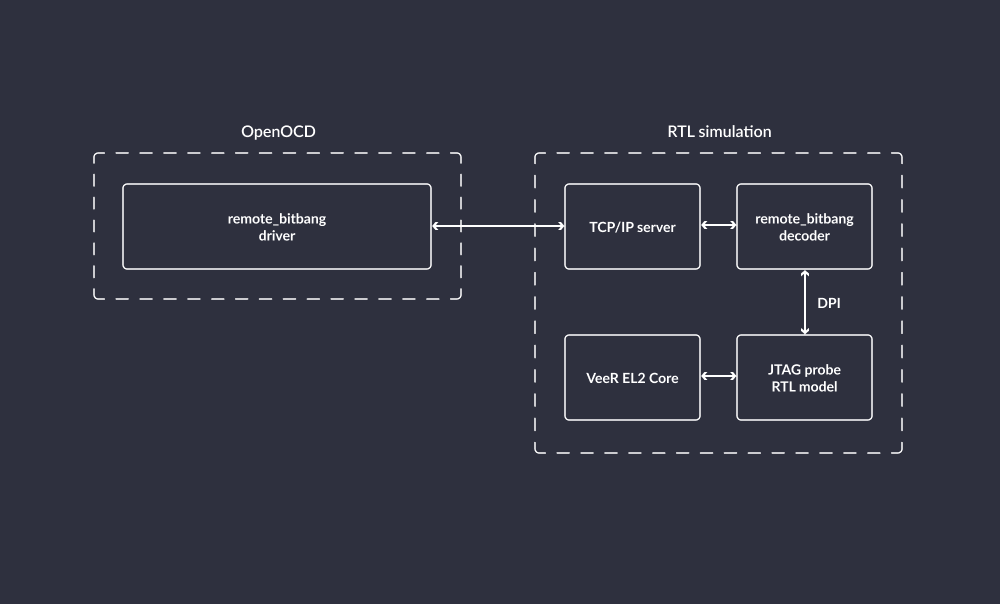 OpenOCD
remote_bitbang
driver
RTL simulation
TCP/IP server
remote_bitbang
decoder
DPI
VeeR EL2 Core
JTAG probe
RTL model